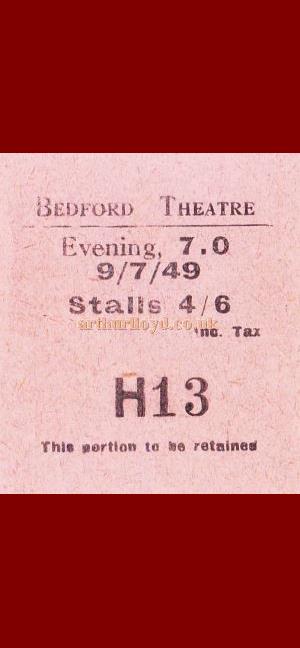 BEDFORD THEATRE
Evening, 7.0
9/7/49
Stalls 4/6
arthurlloyd.co.uk
inc. Tax
H13
This portion to be retained